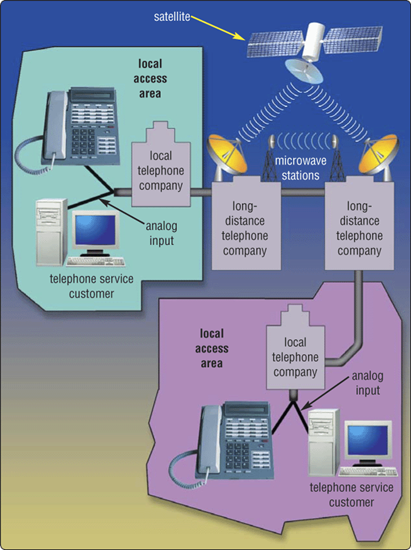 satellite
local
access
area
local
telephone
company
microwave
stations
long-
distance
telephone
company
long-
distance
telephone
company
analog
input
telephone service
customer
local
access
area
local
telephone
company
analog
input
telephone service
customer